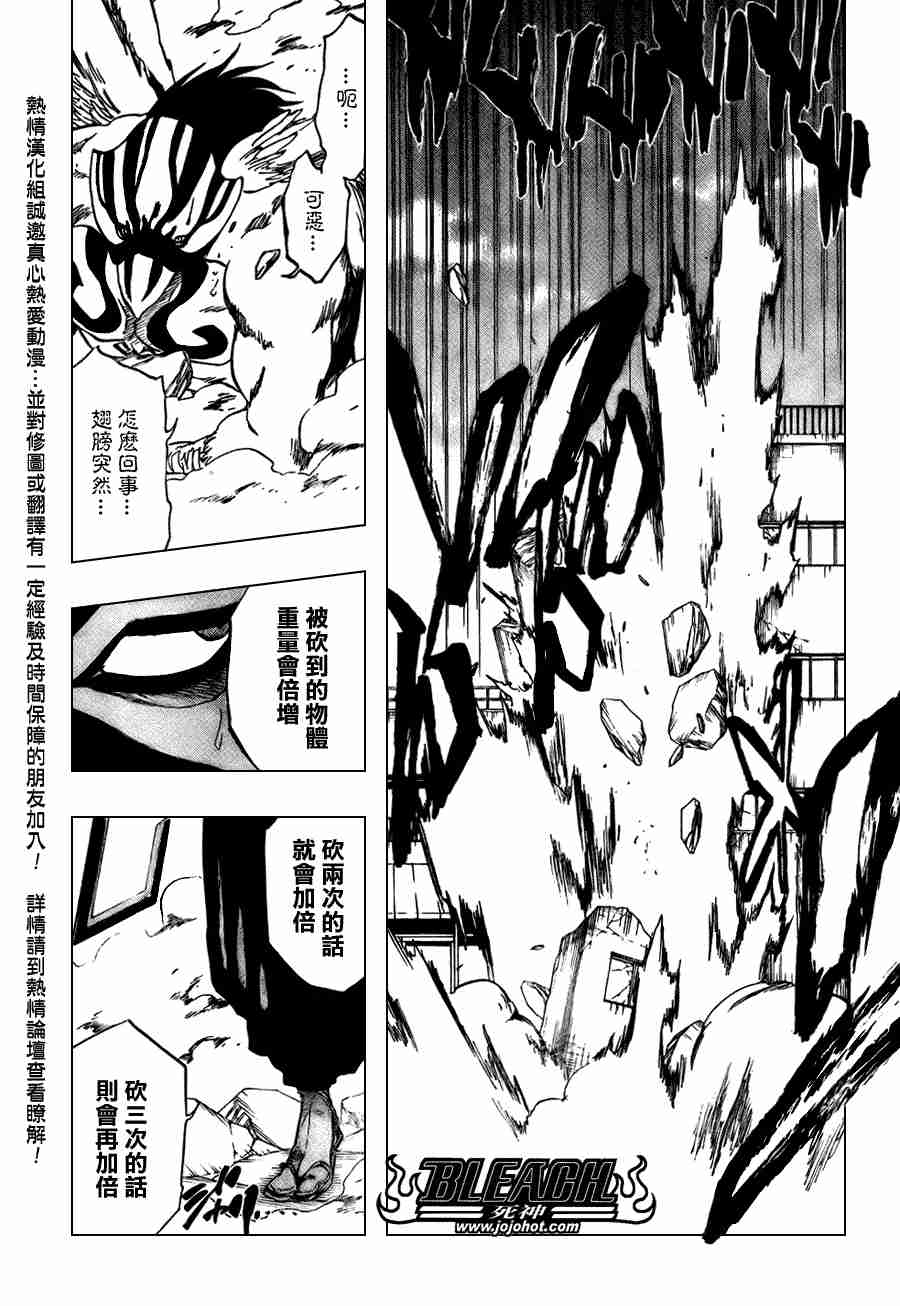 …呃…
可惡…
怎麽回事…
翅膀突然…
被砍到的物體
重量會倍增
砍兩次的話
就會加倍
砍三次的話
則會再加倍
BLEACH
死神
www.jojohot.com
熱情漢化組誠邀真心熱愛動漫…並對修圖或翻譯有一定經驗及時間保障的朋友加入！ 詳情請到熱情論壇查看瞭解！